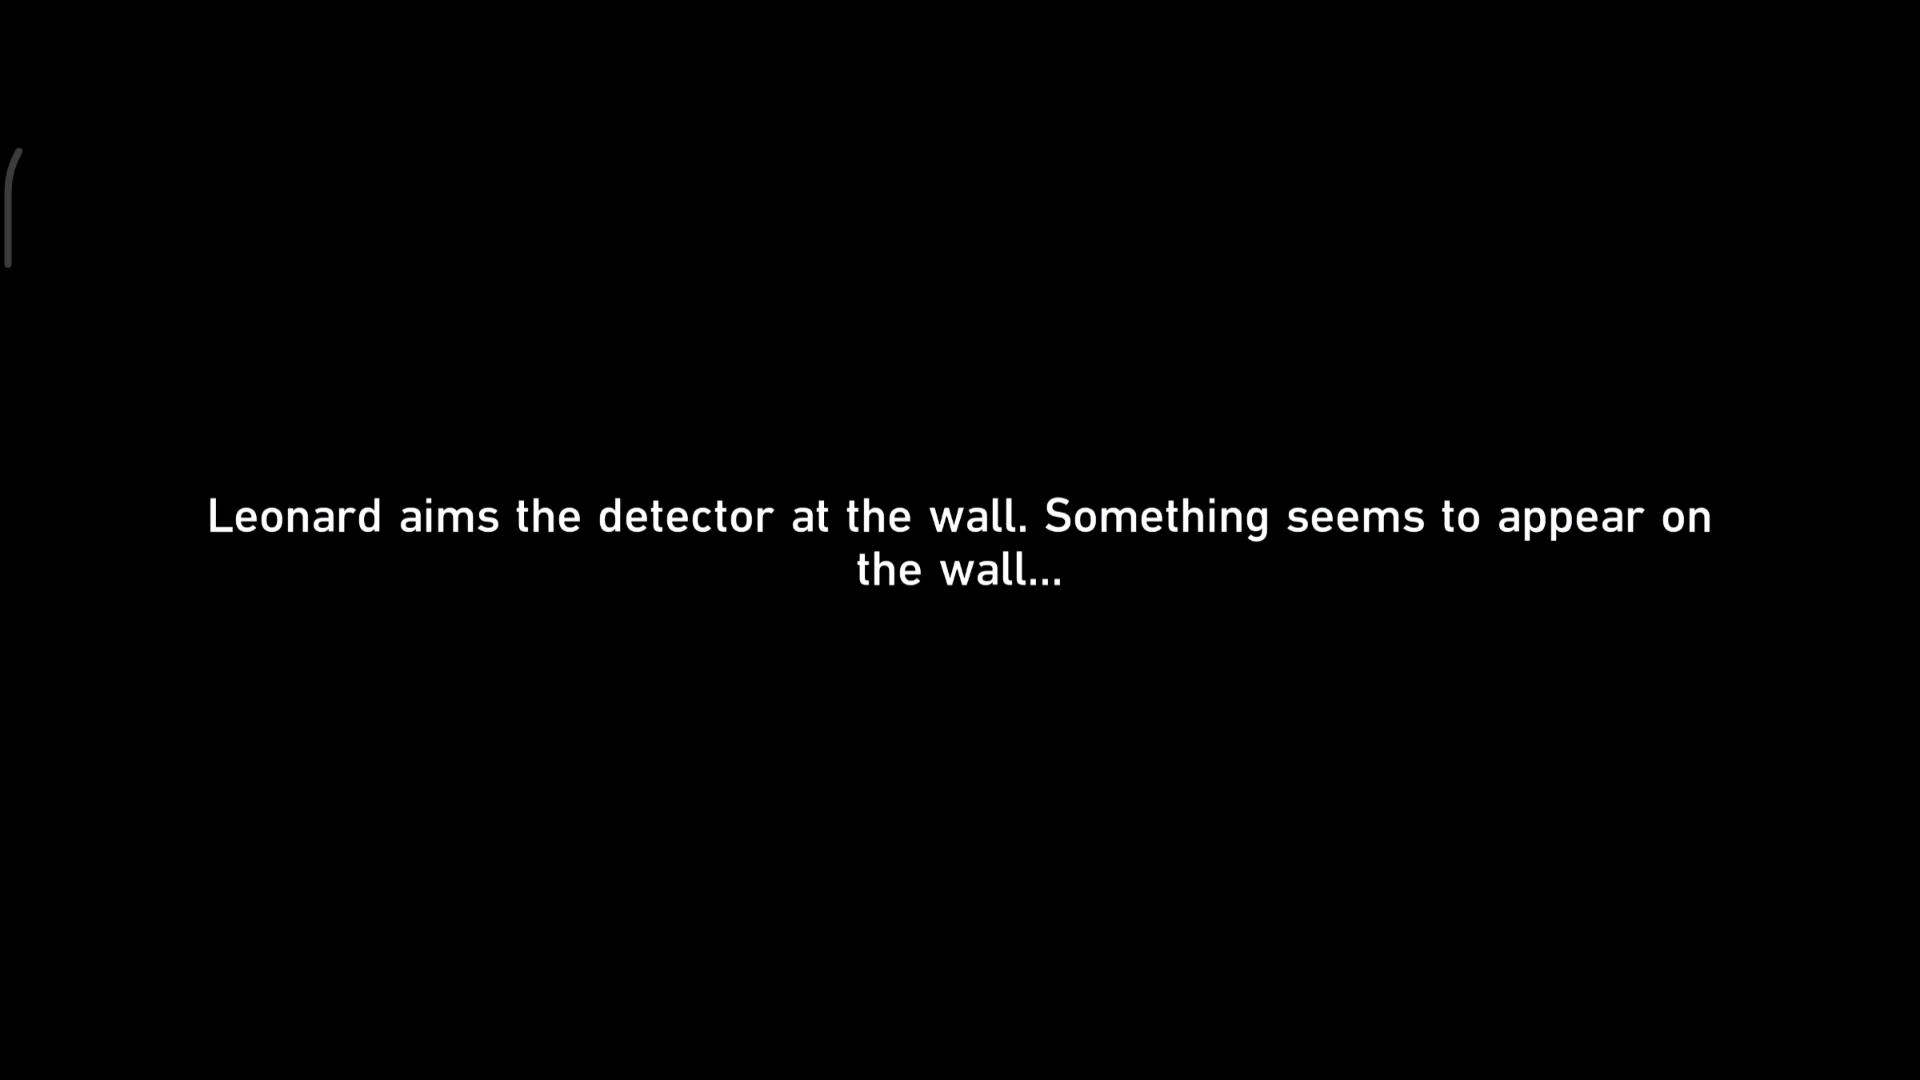 Leonard aims the detector at the wall. Something seems to appear on
the wall...